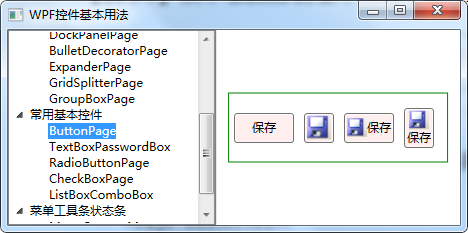 WPF控件基本用法
DockPanelPage
BulletDecoratorPage
ExpanderPage
GridSplitterPage
GroupBoxPage
常用基本控件
ButtonPage
TextBoxPasswordBox
RadioButtonPage
CheckBoxPage
ListBoxComboBox
菜单工具条状态条
保存
保存
保存